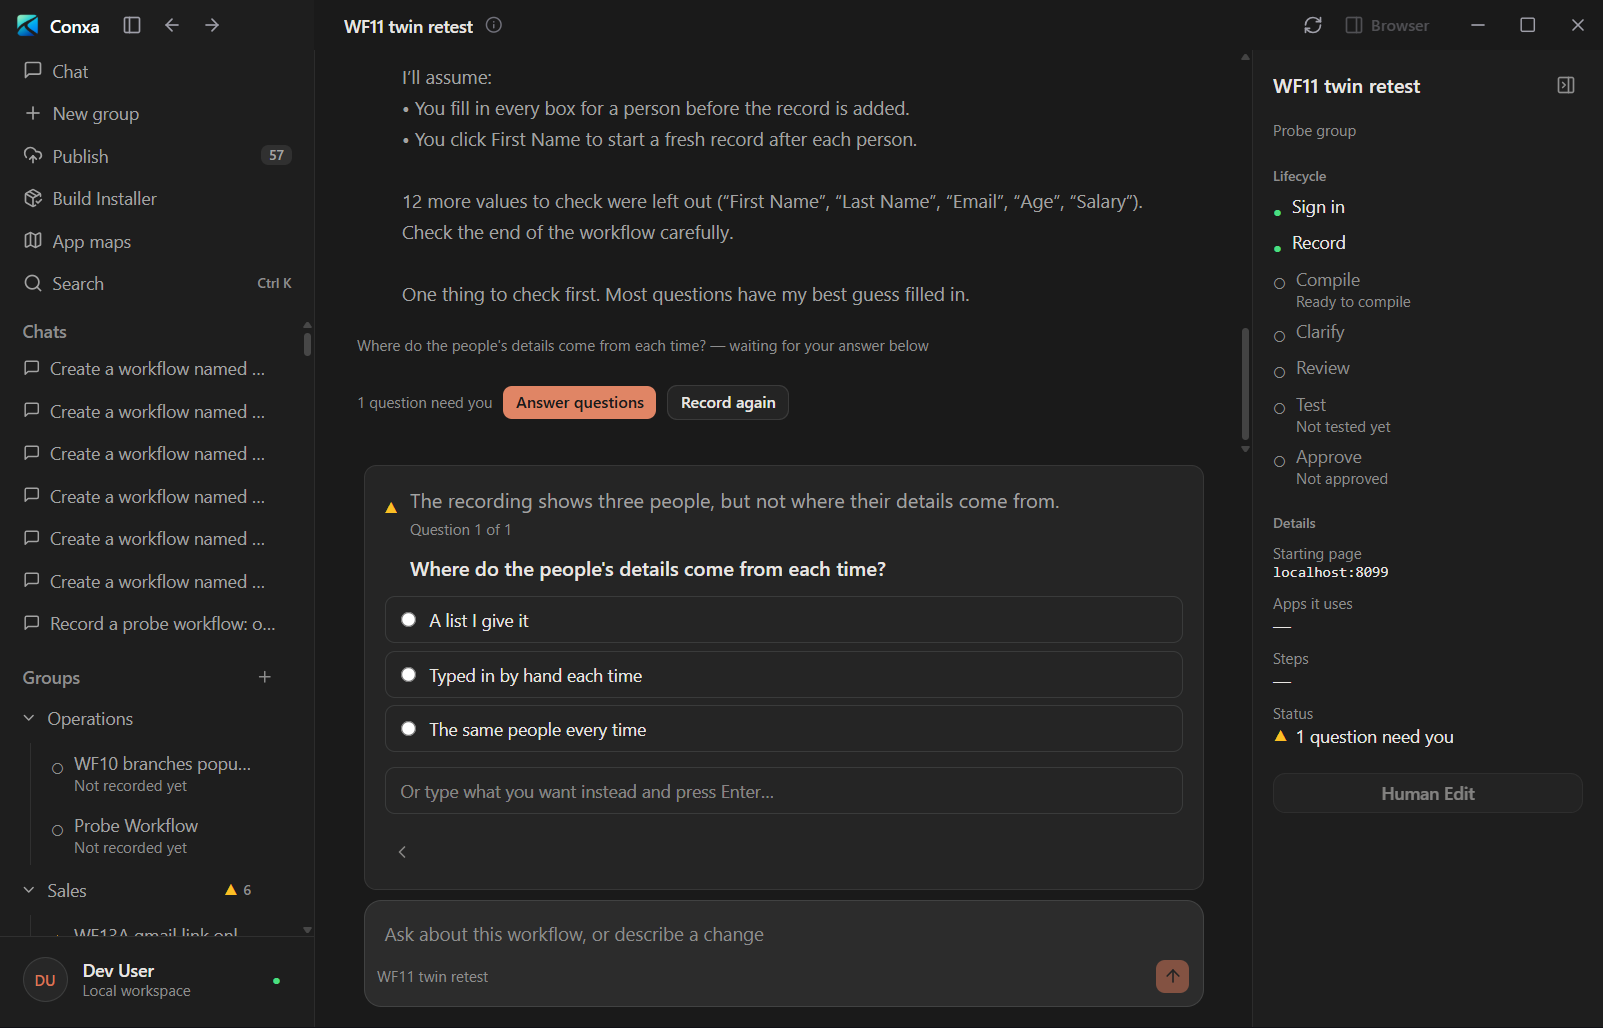 Conxa
WF11 twin retest
Browser
Chat
New group
Publish
57
Build Installer
App maps
Search
Ctrl K
Chats
Create a workflow named ...
Create a workflow named ...
Create a workflow named ...
Create a workflow named ...
Create a workflow named ...
Create a workflow named ...
Record a probe workflow: o...
Groups
Operations
WF10 branches popu...
Not recorded yet
Probe Workflow
Not recorded yet
Sales
6
WF13A gmail link onl
DU
Dev User
Local workspace
I'll assume:
• You fill in every box for a person before the record is added.
• You click First Name to start a fresh record after each person.
12 more values to check were left out (“First Name”, “Last Name”, “Email”, “Age”, “Salary”).
Check the end of the workflow carefully.
One thing to check first. Most questions have my best guess filled in.
Where do the people's details come from each time? — waiting for your answer below
1 question need you
Answer questions
Record again
The recording shows three people, but not where their details come from.
Question 1 of 1
Where do the people's details come from each time?
A list I give it
Typed in by hand each time
The same people every time
Or type what you want instead and press Enter...
Ask about this workflow, or describe a change
WF11 twin retest
WF11 twin retest
Probe group
Lifecycle
Sign in
Record
Compile
Ready to compile
Clarify
Review
Test
Not tested yet
Approve
Not approved
Details
Starting page
localhost:8099
Apps it uses
—
Steps
—
Status
1 question need you
Human Edit